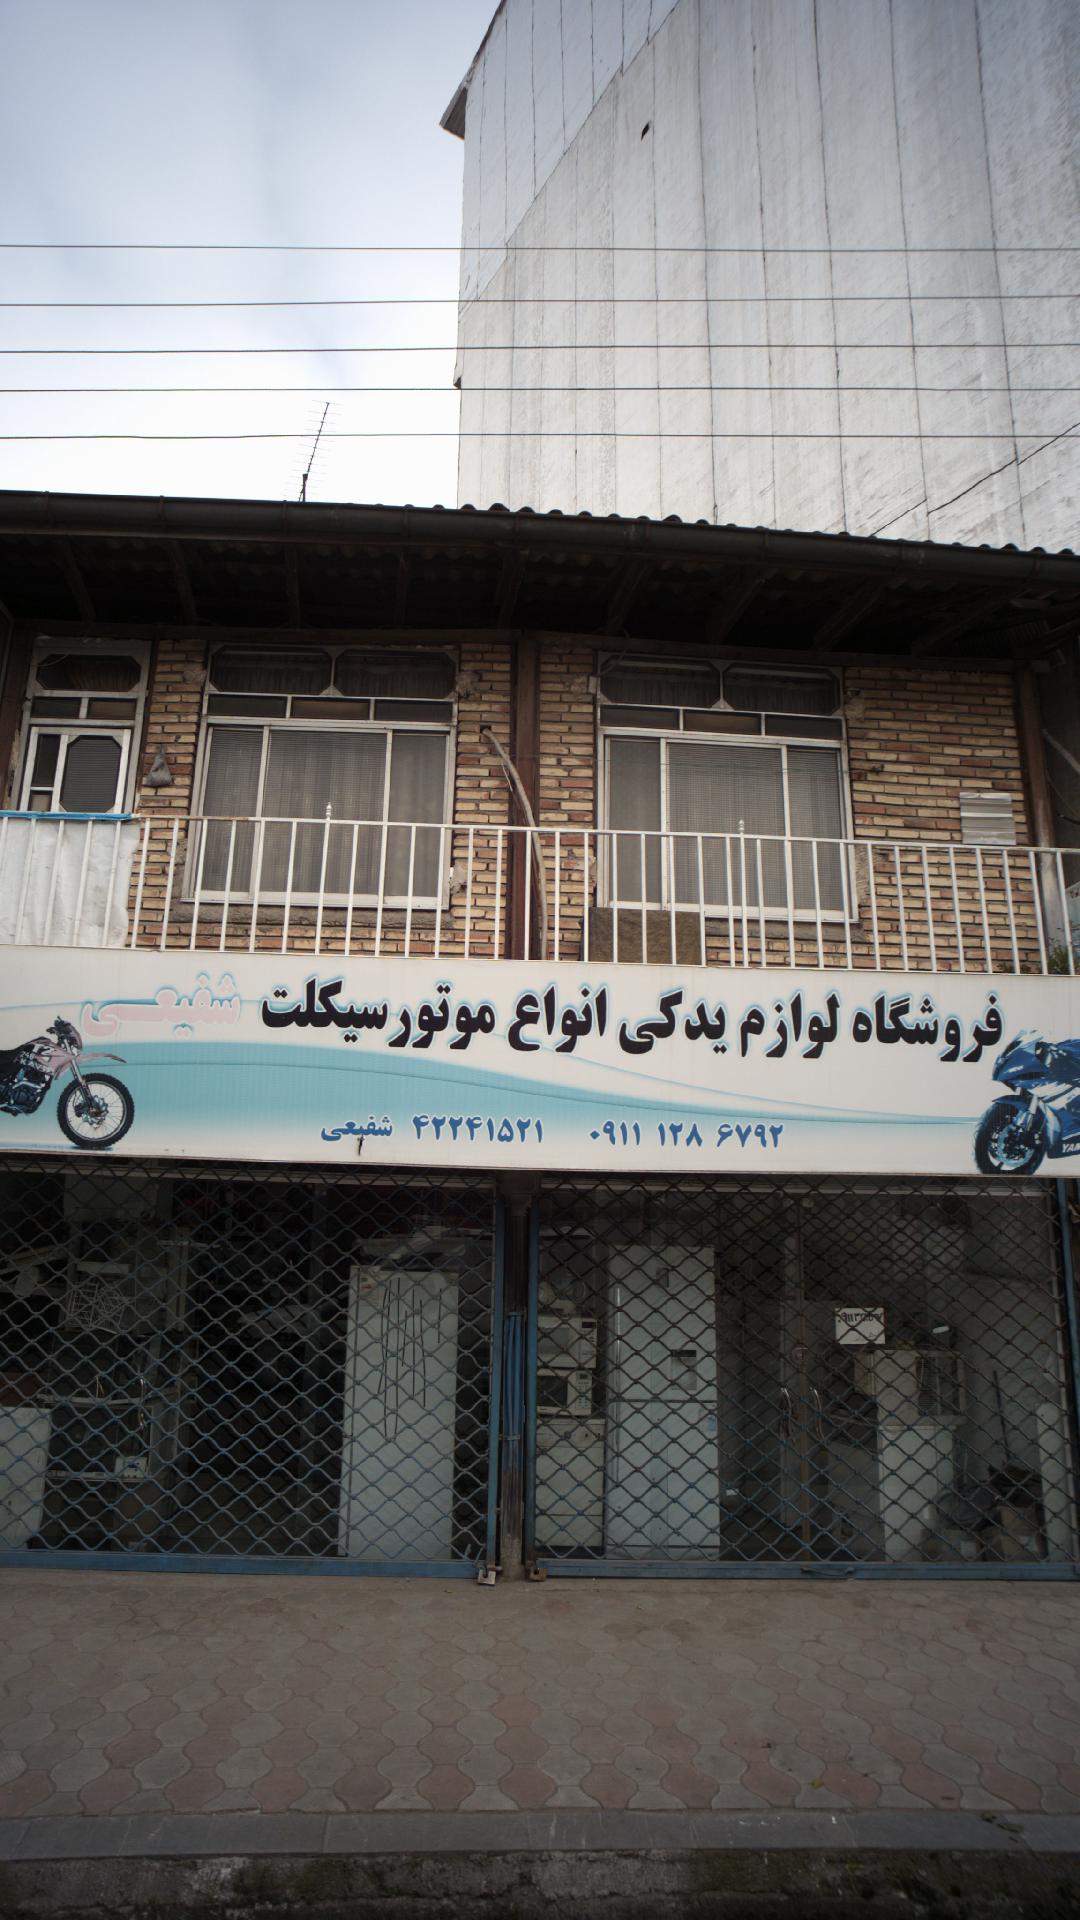 فروشگاه لوازم یدکی انواع موتورسیکلت شفیعی
۰۹۱۱ ۱۲۸ ۶۷۹۲ ۴۲۲۴۱۵۲۱ شفیعی